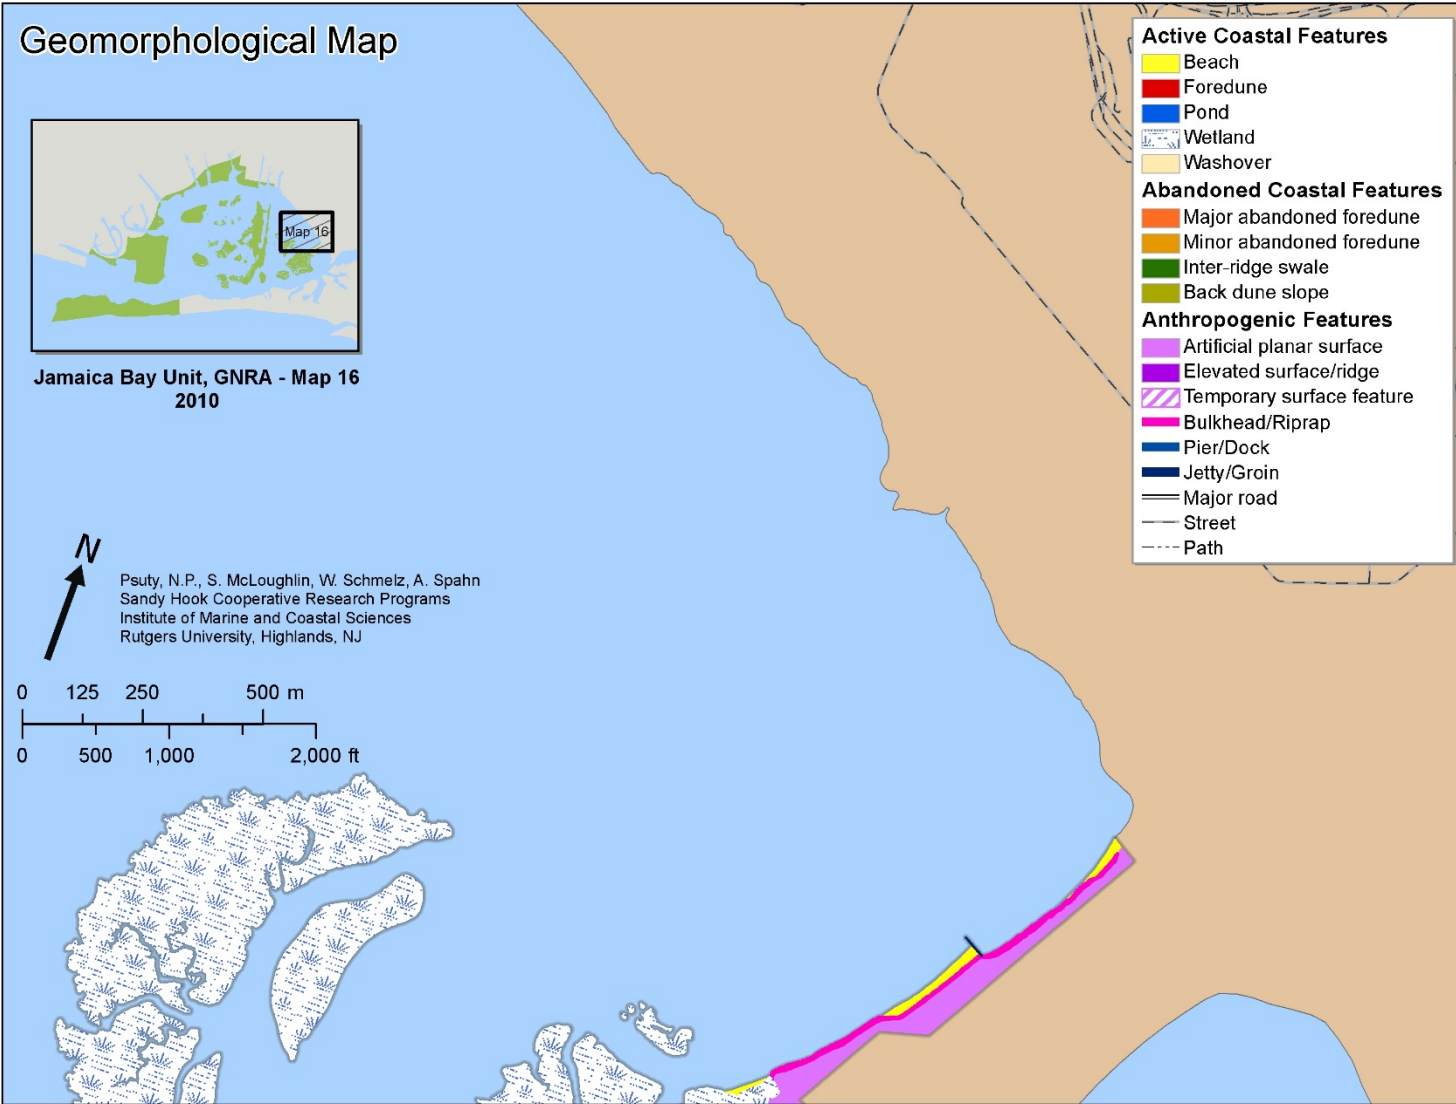 Geomorphological Map
Map 16
Jamaica Bay Unit, GNRA - Map 16
2010
N
Psuty, N.P., S. McLoughlin, W. Schmelz, A. Spahn
Sandy Hook Cooperative Research Programs
Institute of Marine and Coastal Sciences
Rutgers University, Highlands, NJ
0 125 250 500 m
0 500 1,000 2,000 ft
Active Coastal Features
Beach
Foredune
Pond
Wetland
Washover
Abandoned Coastal Features
Major abandoned foredune
Minor abandoned foredune
Inter-ridge swale
Back dune slope
Anthropogenic Features
Artificial planar surface
Elevated surface/ridge
Temporary surface feature
Bulkhead/Riprap
Pier/Dock
Jetty/Groin
Major road
Street
Path